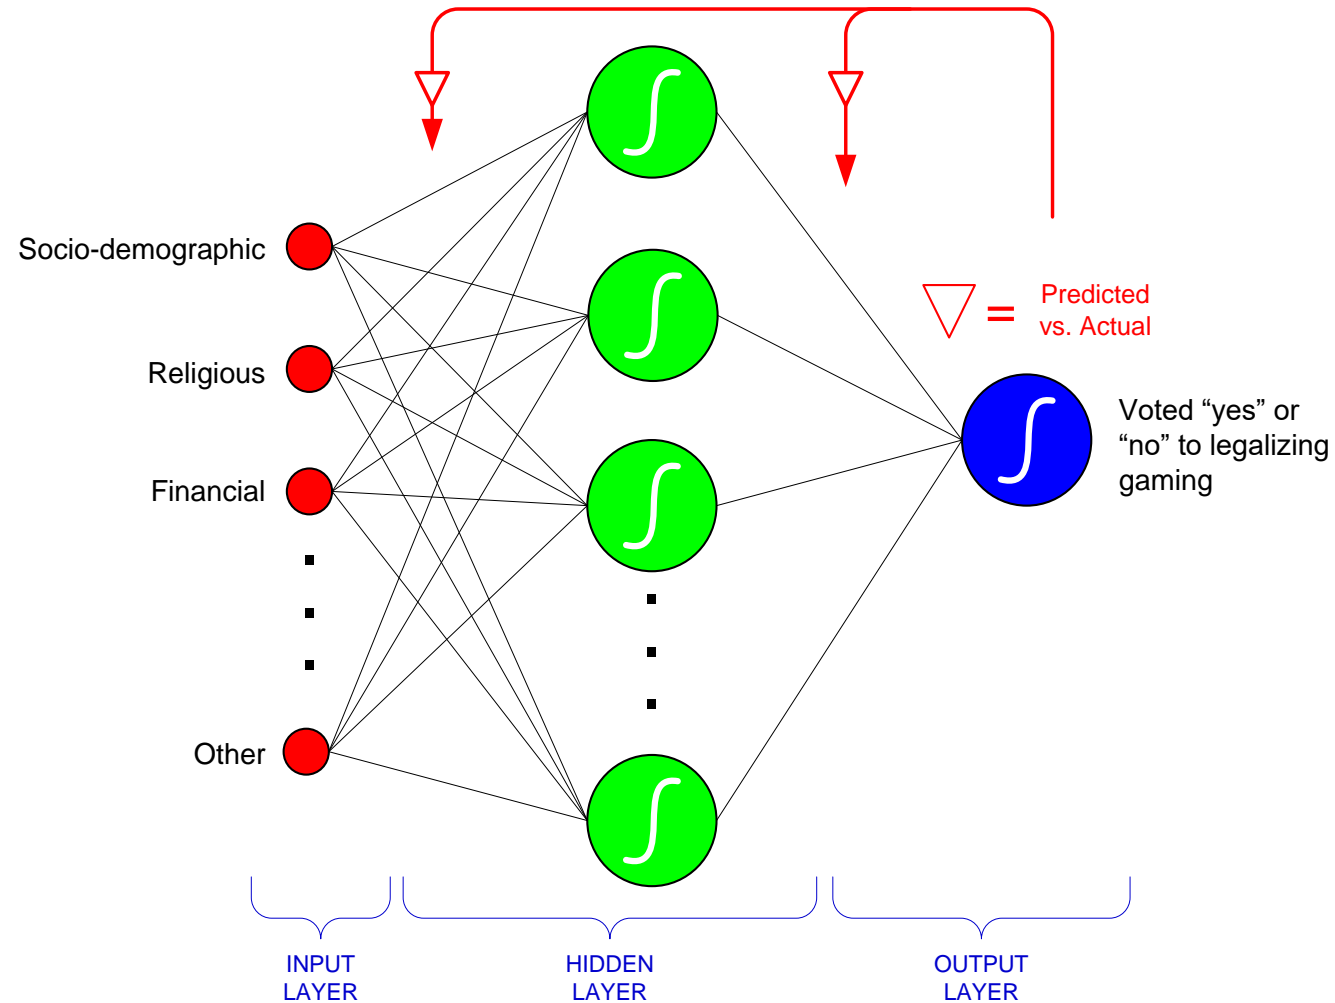 Socio-demographic
Religious
Financial
Other
=
Predicted
vs. Actual
Voted “yes” or
“no” to legalizing
gaming
INPUT
LAYER
HIDDEN
LAYER
OUTPUT
LAYER